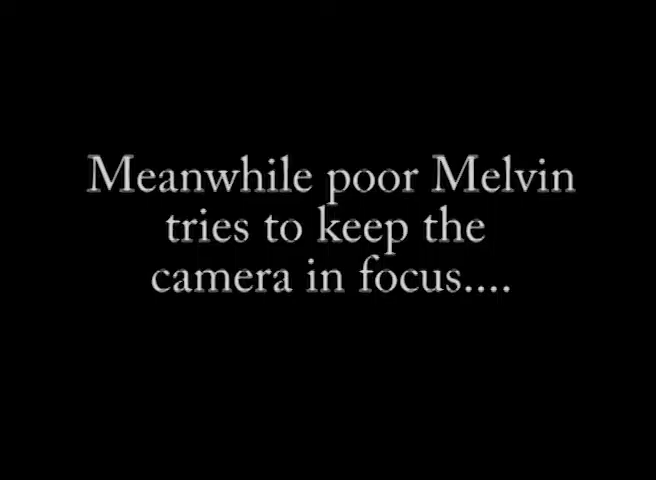 Meanwhile poor Melvin
tries to keep the
camera in focus....